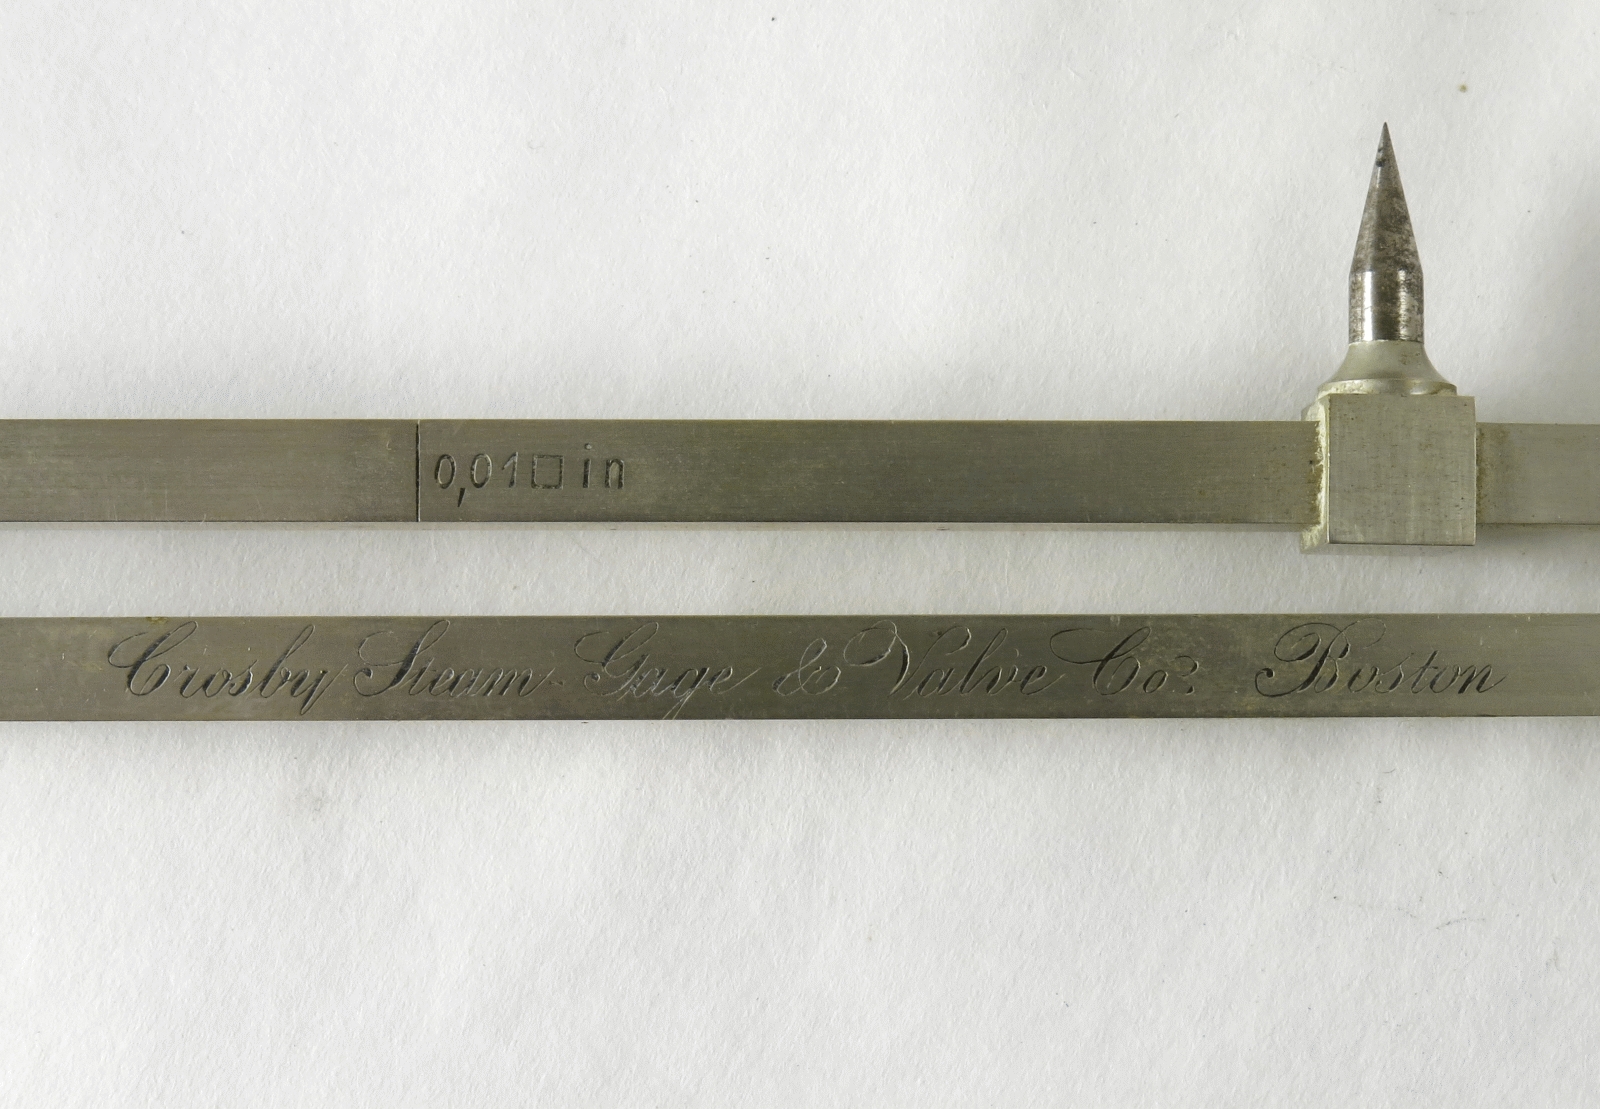 0,01□in
Crosby Steam Gage & Valve Co. Boston